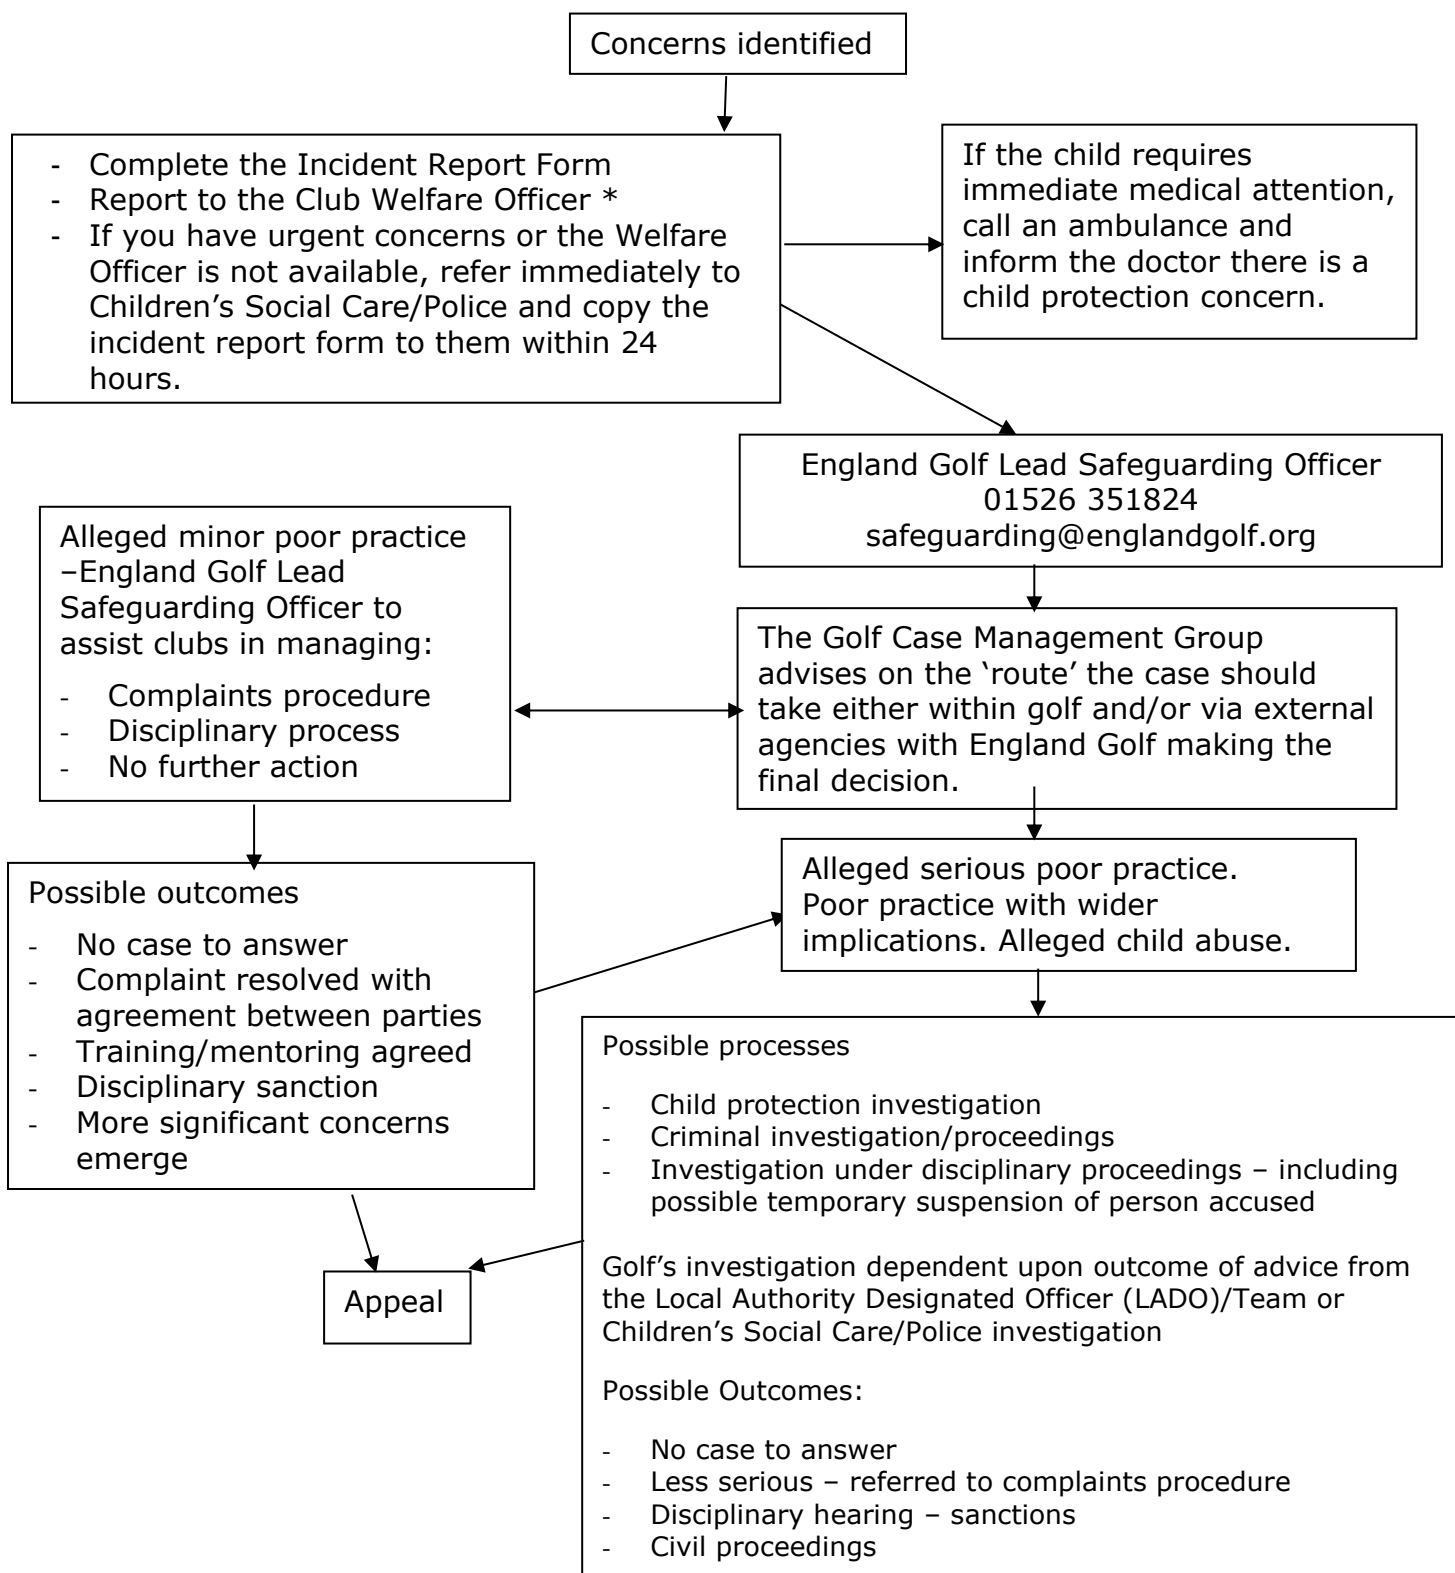 Concerns identified
- Complete the Incident Report Form
- Report to the Club Welfare Officer *
- If you have urgent concerns or the Welfare
Officer is not available, refer immediately to
Children’s Social Care/Police and copy the
incident report form to them within 24
hours.
If the child requires
immediate medical attention,
call an ambulance and
inform the doctor there is a
child protection concern.
England Golf Lead Safeguarding Officer
01526 351824
safeguarding@englandgolf.org
Alleged minor poor practice
–England Golf Lead
Safeguarding Officer to
assist clubs in managing:
- Complaints procedure
- Disciplinary process
- No further action
The Golf Case Management Group
advises on the ‘route’ the case should
take either within golf and/or via external
agencies with England Golf making the
final decision.
Alleged serious poor practice.
Poor practice with wider
implications. Alleged child abuse.
Possible outcomes
- No case to answer
- Complaint resolved with
agreement between parties
- Training/mentoring agreed
- Disciplinary sanction
- More significant concerns
emerge
Possible processes
- Child protection investigation
- Criminal investigation/proceedings
- Investigation under disciplinary proceedings – including
possible temporary suspension of person accused
Golf’s investigation dependent upon outcome of advice from
the Local Authority Designated Officer (LADO)/Team or
Children’s Social Care/Police investigation
Possible Outcomes:
- No case to answer
- Less serious – referred to complaints procedure
- Disciplinary hearing – sanctions
- Civil proceedings
Appeal